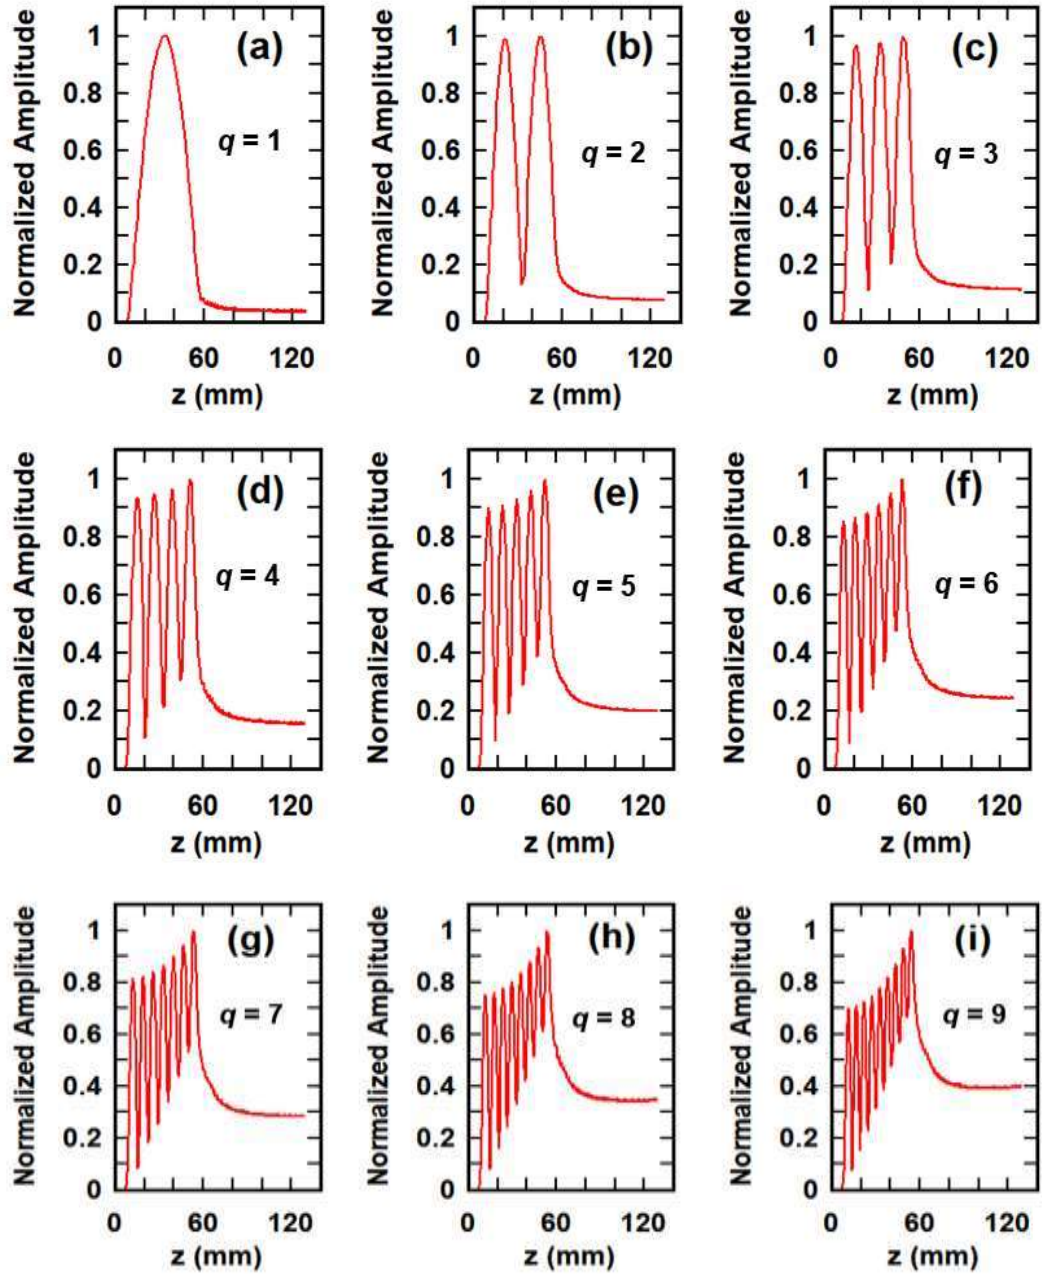 (a)
q = 1
Normalized Amplitude
1
0.8
0.6
0.4
0.2
0
0 60 120
z (mm)
(b)
q = 2
Normalized Amplitude
1
0.8
0.6
0.4
0.2
0
0 60 120
z (mm)
(c)
q = 3
Normalized Amplitude
1
0.8
0.6
0.4
0.2
0
0 60 120
z (mm)
(d)
q = 4
Normalized Amplitude
1
0.8
0.6
0.4
0.2
0
0 60 120
z (mm)
(e)
q = 5
Normalized Amplitude
1
0.8
0.6
0.4
0.2
0
0 60 120
z (mm)
(f)
q = 6
Normalized Amplitude
1
0.8
0.6
0.4
0.2
0
0 60 120
z (mm)
(g)
q = 7
Normalized Amplitude
1
0.8
0.6
0.4
0.2
0
0 60 120
z (mm)
(h)
q = 8
Normalized Amplitude
1
0.8
0.6
0.4
0.2
0
0 60 120
z (mm)
(i)
q = 9
Normalized Amplitude
1
0.8
0.6
0.4
0.2
0
0 60 120
z (mm)